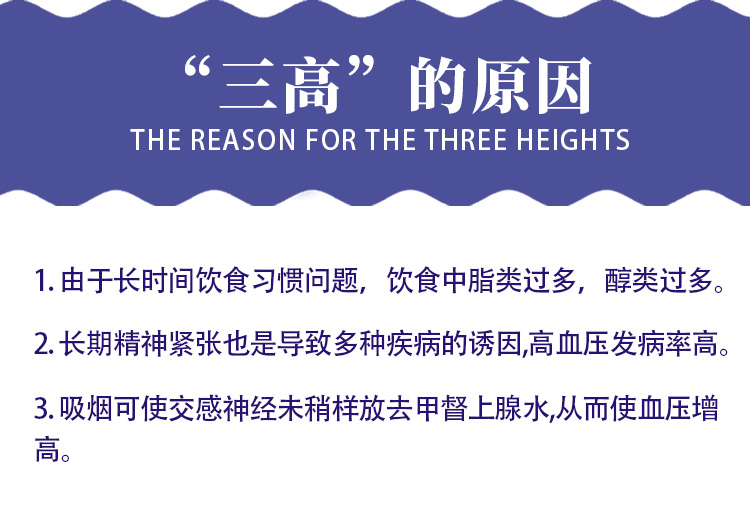 “三高”的原因
THE REASON FOR THE THREE HEIGHTS
1. 由于长时间饮食习惯问题，饮食中脂类过多，醇类过多。
2. 长期精神紧张也是导致多种疾病的诱因,高血压发病率高。
3. 吸烟可使交感神经未稍样放去甲督上腺水,从而使血压增
高。